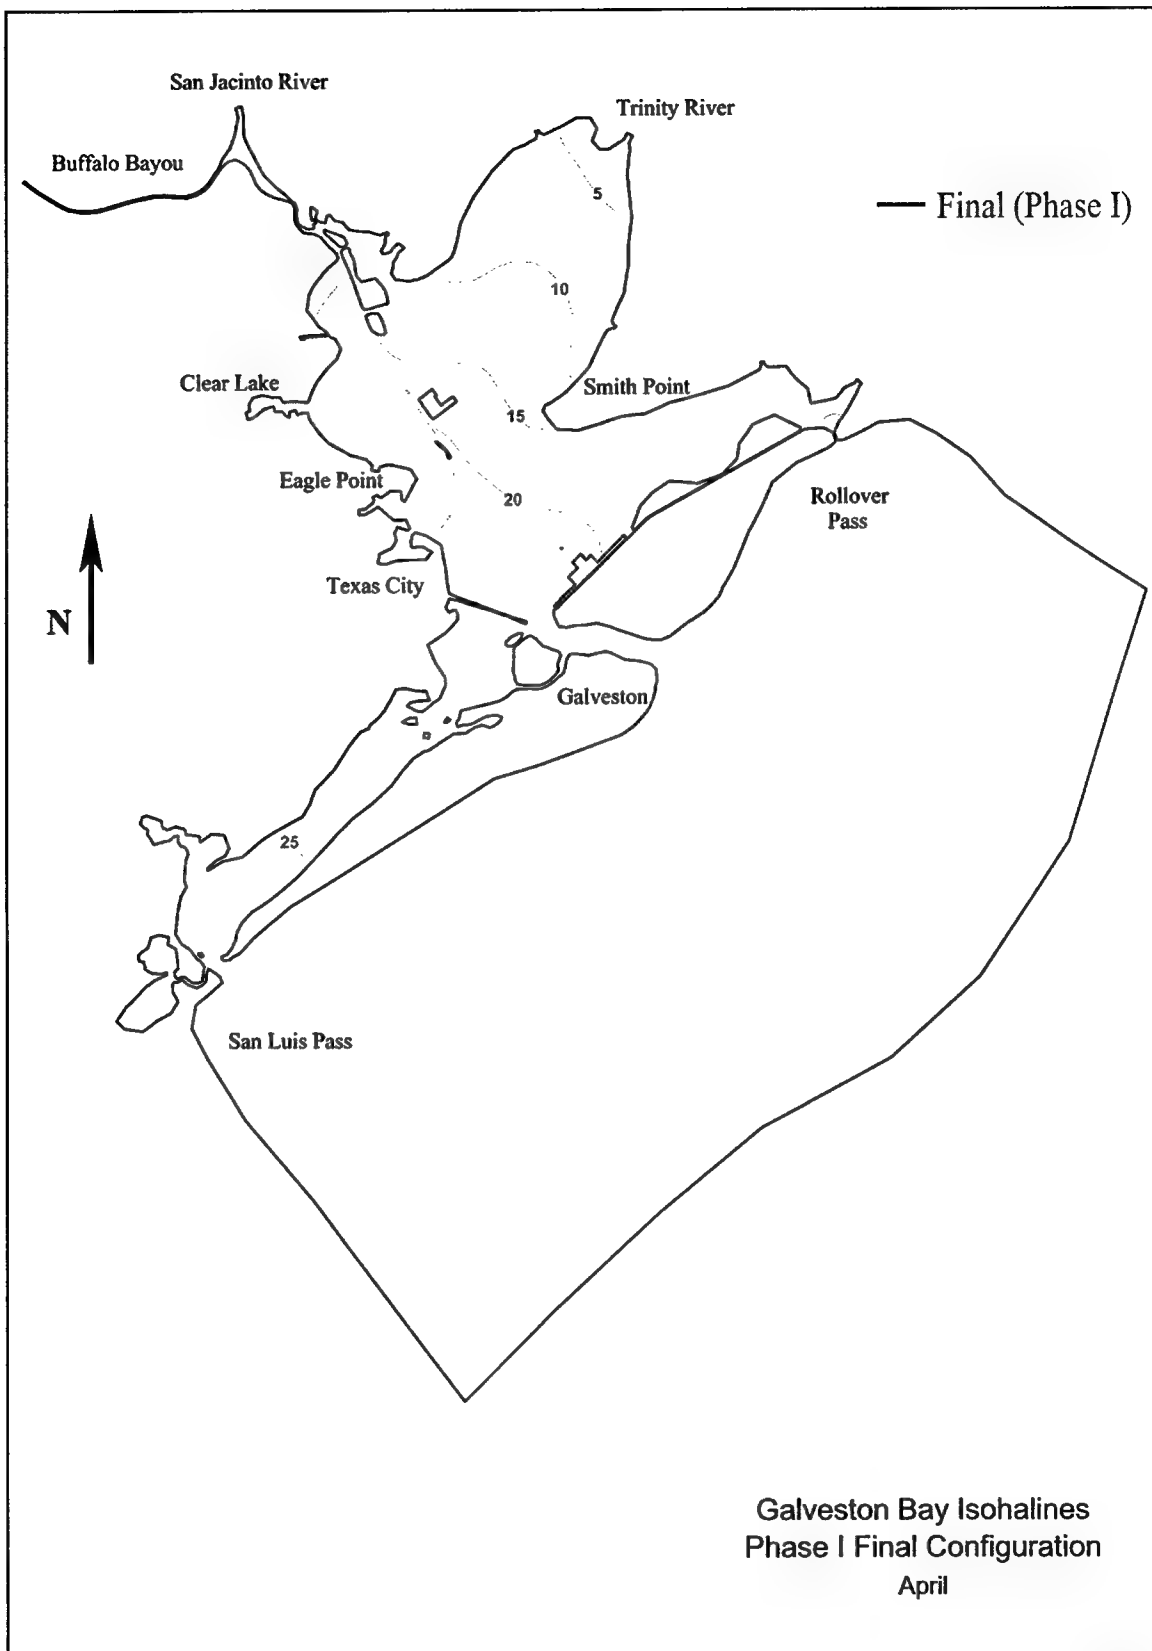 San Jacinto River
Trinity River
Buffalo Bayou
5
Final (Phase I)
10
Clear Lake
Smith Point
15
Eagle Point
20
Rollover
Pass
Texas City
N
Galveston
25
San Luis Pass
Galveston Bay Isohalines
Phase I Final Configuration
April